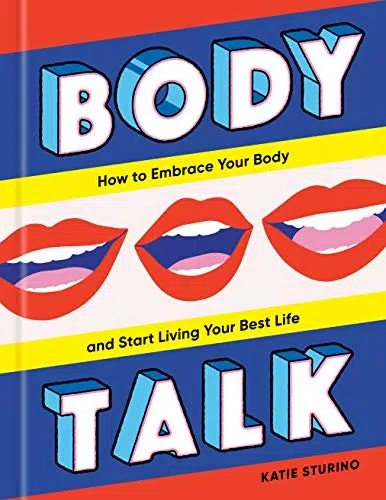 BODY
How to Embrace Your Body
and Start Living Your Best Life
TALK
KATIE STURINO